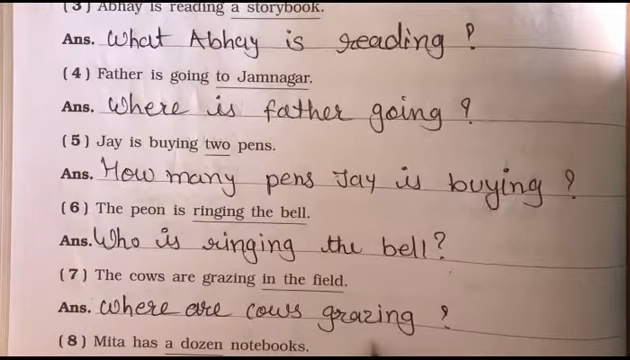 (3) Abhay is reading a storybook.
Ans. What Abhay is reading ?
(4) Father is going to Jamnagar.
Ans. Where is father going ?
(5) Jay is buying two pens.
Ans. How many pens Jay is buying ?
(6) The peon is ringing the bell.
Ans. Who is ringing the bell?
(7) The cows are grazing in the field.
Ans. Where are cows grazing ?
(8) Mita has a dozen notebooks.